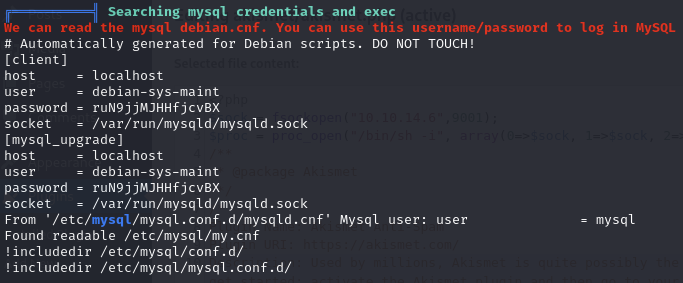 Searching mysql credentials and exec
We can read the mysql debian.cnf. You can use this username/password to log in MySQL
# Automatically generated for Debian scripts. DO NOT TOUCH!
[client]
host     = localhost
user     = debian-sys-maint
password = ruN9jjMJHHfjcvBX
socket   = /var/run/mysqld/mysqld.sock
[mysql_upgrade]
host     = localhost
user     = debian-sys-maint
password = ruN9jjMJHHfjcvBX
socket   = /var/run/mysqld/mysqld.sock
From '/etc/mysql/mysql.conf.d/mysqld.cnf' Mysql user: user             = mysql
Found readable /etc/mysql/my.cnf
!includedir /etc/mysql/conf.d/
!includedir /etc/mysql/mysql.conf.d/
(active)
Selected file content: